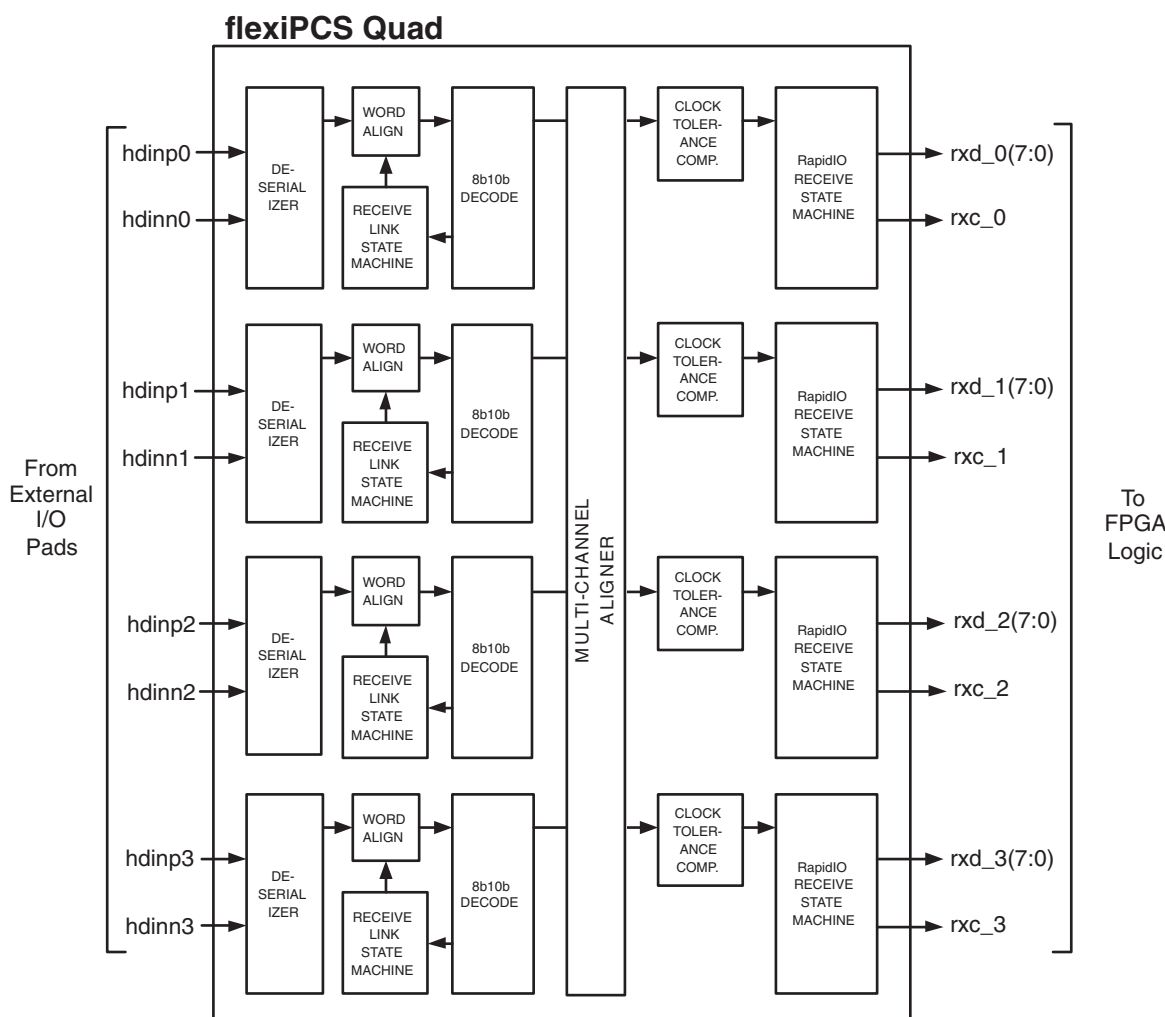 flexiPCS Quad
From
External
I/O
Pads
hdinp0
hdinn0
DE-
SERIAL
IZER
WORD
ALIGN
RECEIVE
LINK
STATE
MACHINE
8b10b
DECODE
CLOCK
TOLER-
ANCE
COMP.
RapidIO
RECEIVE
STATE
MACHINE
rxd_0(7:0)
rxc_0
hdinp1
hdinn1
DE-
SERIAL
IZER
WORD
ALIGN
RECEIVE
LINK
STATE
MACHINE
8b10b
DECODE
CLOCK
TOLER-
ANCE
COMP.
RapidIO
RECEIVE
STATE
MACHINE
rxd_1(7:0)
rxc_1
MULTI-CHANNEL
ALIGNER
hdinp2
hdinn2
DE-
SERIAL
IZER
WORD
ALIGN
RECEIVE
LINK
STATE
MACHINE
8b10b
DECODE
CLOCK
TOLER-
ANCE
COMP.
RapidIO
RECEIVE
STATE
MACHINE
rxd_2(7:0)
rxc_2
hdinp3
hdinn3
DE-
SERIAL
IZER
WORD
ALIGN
RECEIVE
LINK
STATE
MACHINE
8b10b
DECODE
CLOCK
TOLER-
ANCE
COMP.
RapidIO
RECEIVE
STATE
MACHINE
rxd_3(7:0)
rxc_3
To
FPGA
Logic